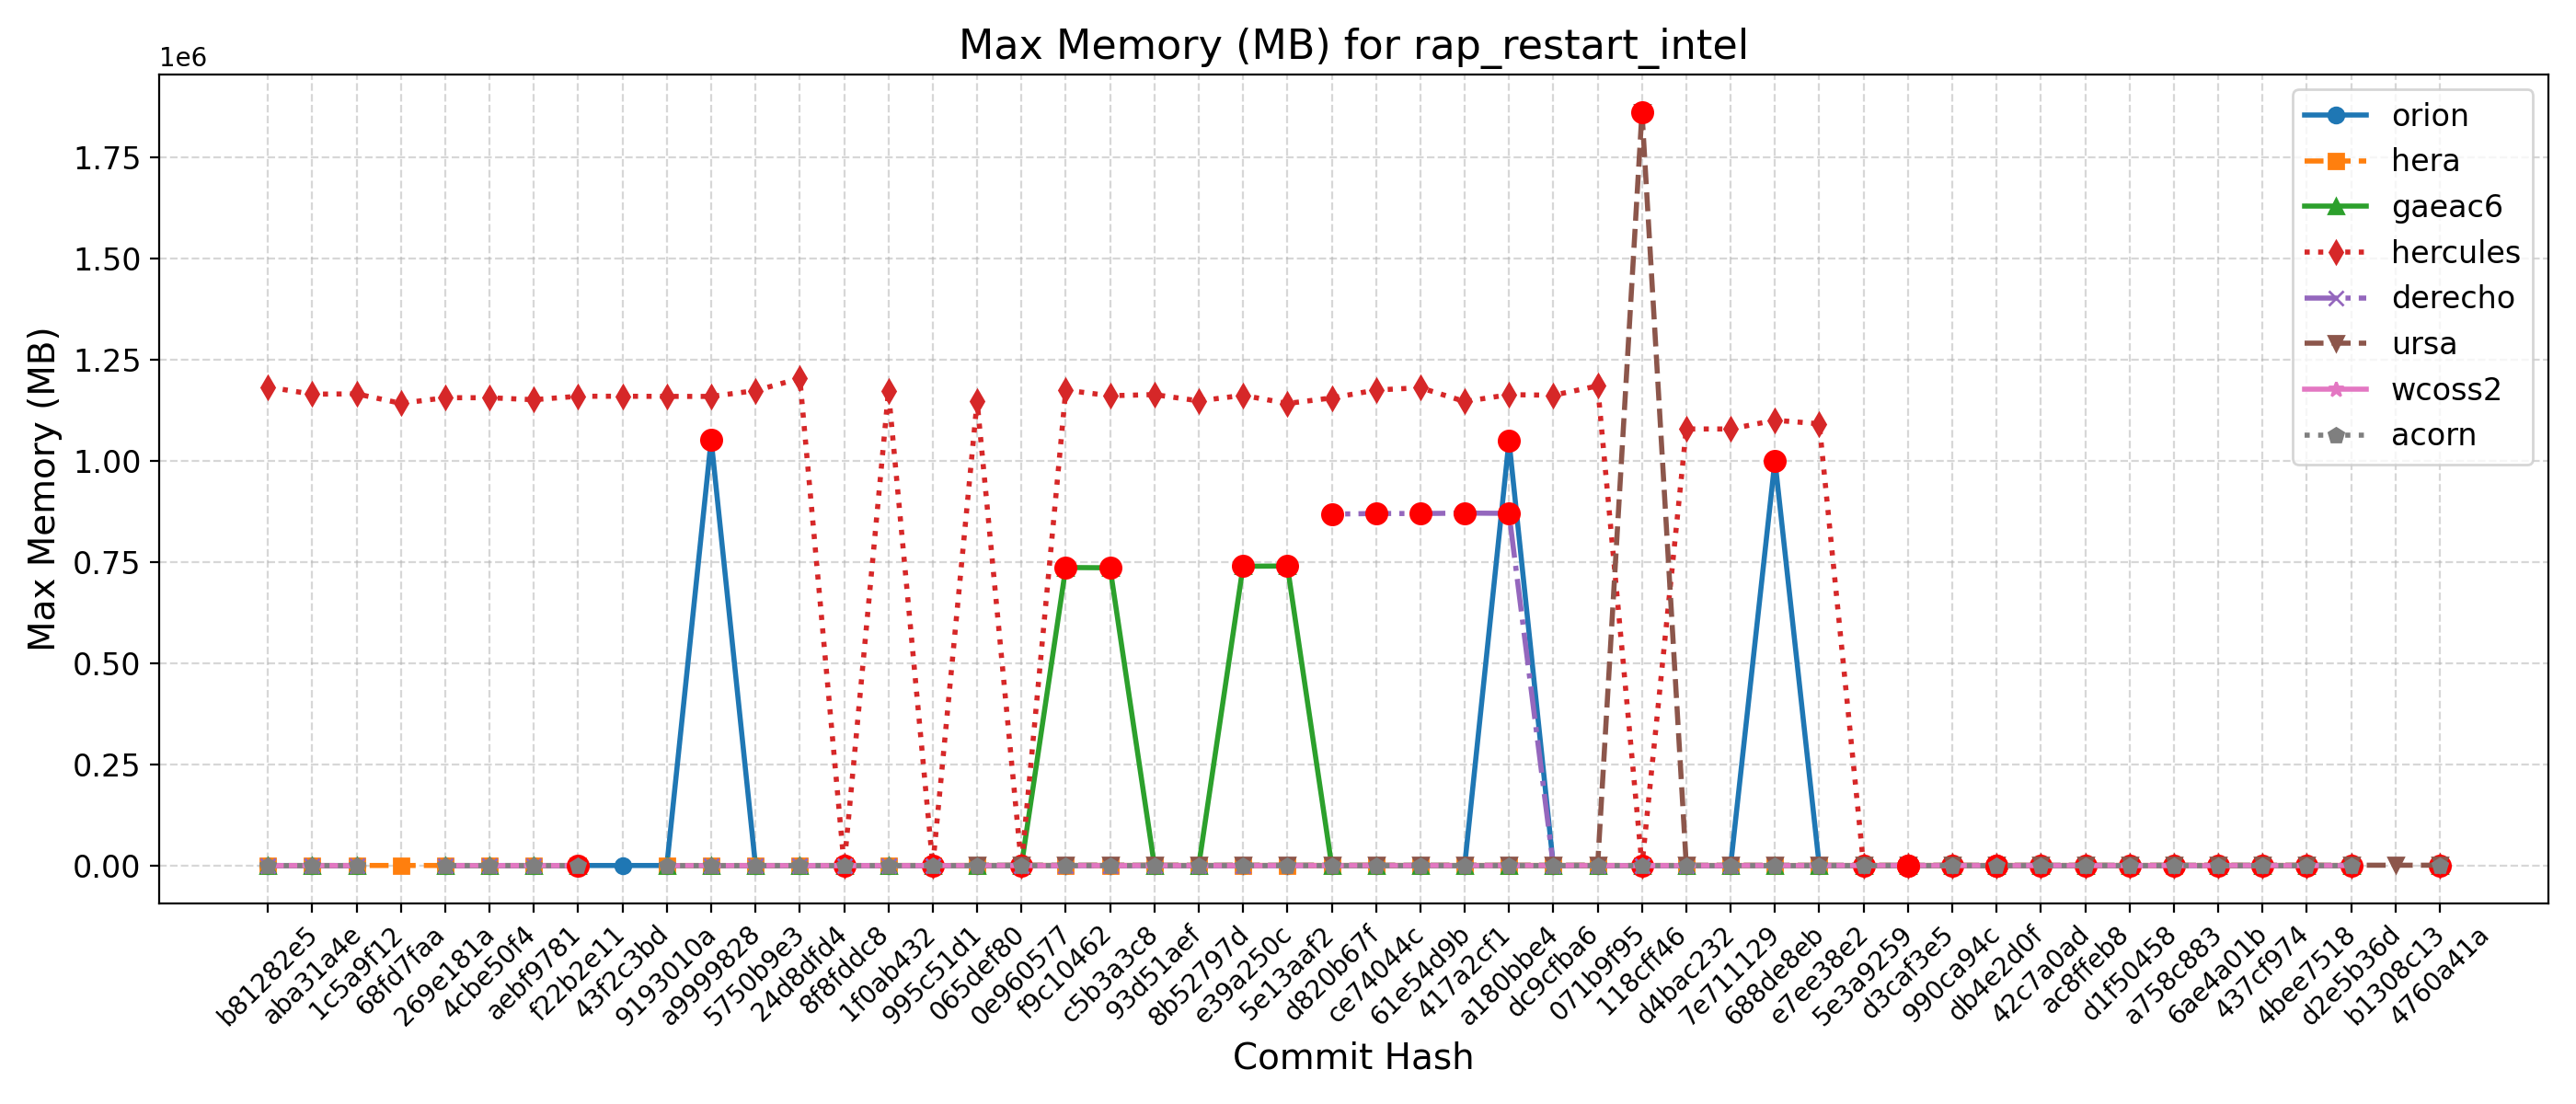 Max Memory (MB) for rap_restart_intel
1e6
1.75
1.50
1.25
1.00
0.75
0.50
0.25
0.00
Max Memory (MB)
orion
hera
gaeac6
hercules
derecho
ursa
wcoss2
acorn
b81282e5
aba31a4e
1c5a9f12
68fd7faa
269e181a
4cbe50f4
aebf9781
f22b2e11
43f2c3bd
9193010a
a9999828
5750b9e3
24d8dfd4
8f8fddc8
1f0ab432
995c51d1
065def80
0e960577
f9c10462
c5b3a3c8
93d51aef
8b52797d
e39a250c
5e13aaf2
d820b67f
ce74044c
61e54d9b
417a2cf1
a180bbe4
dc9cfba6
071b9f95
118cff46
d4bac232
7e711129
688de8eb
e7ee38e2
5e3a9259
d3caf3e5
990ca94c
db4e2d0f
42c7a0ad
ac8ffeb8
d1f50458
a758c883
6ae4a01b
437cf974
4bee7518
d2e5b36d
b1308c13
4760a41a
Commit Hash